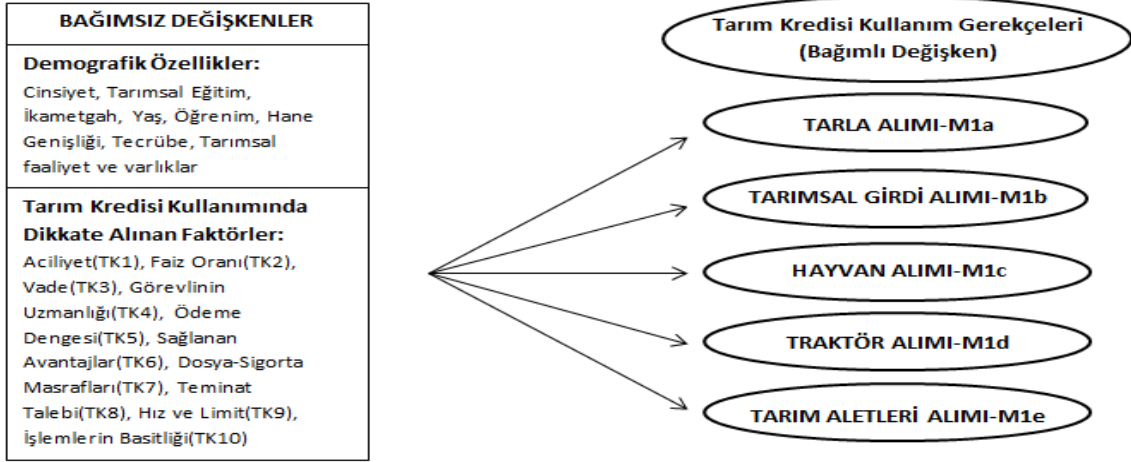 BAĞIMSIZ DEĞİŞKENLER
Demografik Özellikler:
Cinsiyet, Tarımsal Eğitim,
İkametgah, Yaş, Öğrenim, Hane
Genişliği, Tecrübe, Tarımsal
faaliyet ve varlıklar
Tarım Kredisi Kullanımında
Dikkate Alınan Faktörler:
Aciliyet(TK1), Faiz Oranı(TK2),
Vade(TK3), Görevlinin
Uzmanlığı(TK4), Ödeme
Dengesi(TK5), Sağlanan
Avantajlar(TK6), Dosya-Sigorta
Masrafları(TK7), Teminat
Talebi(TK8), Hız ve Limit(TK9),
İşlemlerin Basitliği(TK10)
Tarım Kredisi Kullanım Gerekçeleri
(Bağımlı Değişken)
TARLA ALIMI-M1a
TARIMSAL GİRDİ ALIMI-M1b
HAYVAN ALIMI-M1c
TRAKTÖR ALIMI-M1d
TARIM ALETLERİ ALIMI-M1e